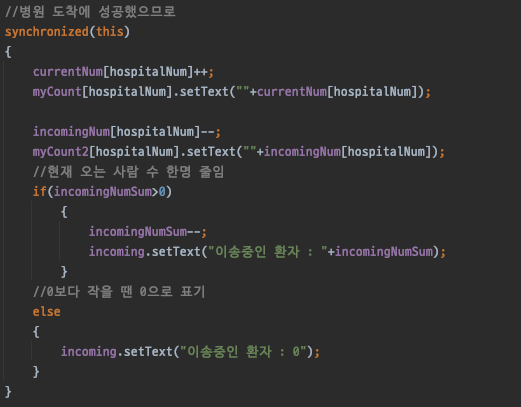 //병원 도착에 성공했으므로
synchronized(this)
{
currentNum[hospitalNum]++;
myCount[hospitalNum].setText(""+currentNum[hospitalNum]);
incomingNum[hospitalNum]--;
myCount2[hospitalNum].setText(""+incomingNum[hospitalNum]);
//현재 오는 사람 수 한명 줄임
if(incomingNumSum>0)
{
incomingNumSum--;
incoming.setText("이송중인 환자 : "+incomingNumSum);
}
//0보다 작을 땐 0으로 표기
else
{
incoming.setText("이송중인 환자 : 0");
}
}